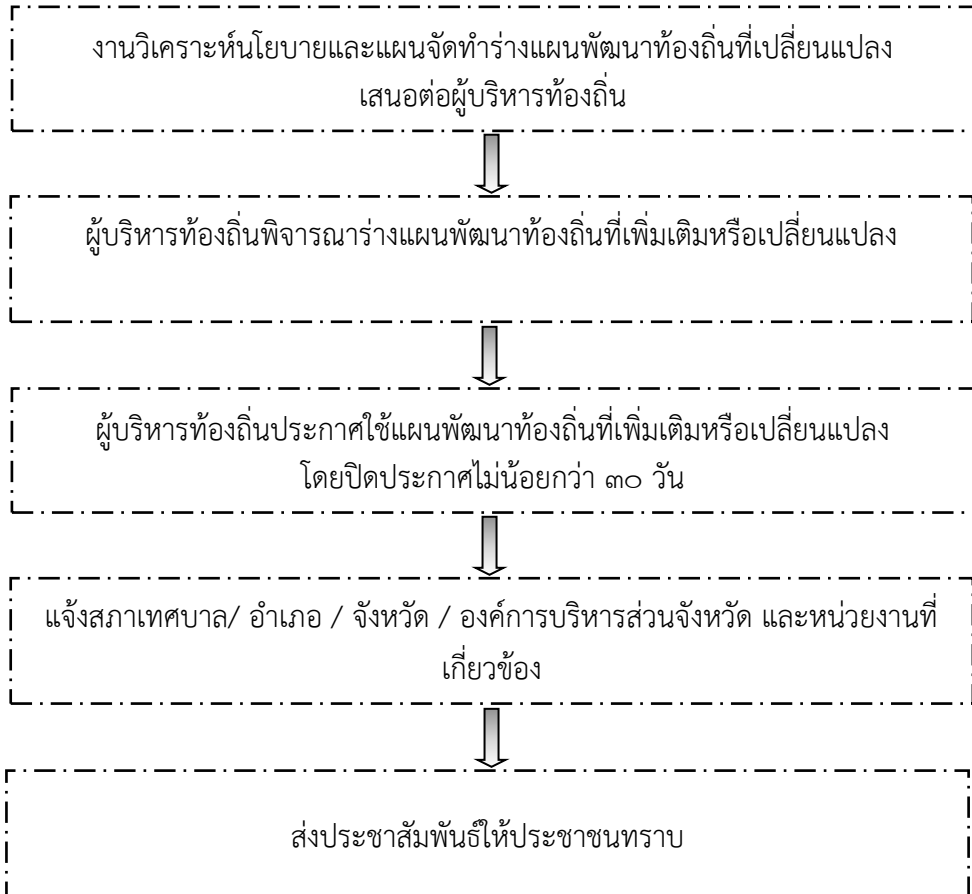 งานวิเคราะห์นโยบายและแผนจัดทำร่างแผนพัฒนาท้องถิ่นที่เปลี่ยนแปลง
เสนอต่อผู้บริหารท้องถิ่น
ผู้บริหารท้องถิ่นพิจารณาร่างแผนพัฒนาท้องถิ่นที่เพิ่มเติมหรือเปลี่ยนแปลง
ผู้บริหารท้องถิ่นประกาศใช้แผนพัฒนาท้องถิ่นที่เพิ่มเติมหรือเปลี่ยนแปลง
โดยปิดประกาศไม่น้อยกว่า ๓๐ วัน
แจ้งสภาเทศบาล/ อำเภอ / จังหวัด / องค์การบริหารส่วนจังหวัด และหน่วยงานที่
เกี่ยวข้อง
ส่งประชาสัมพันธ์ให้ประชาชนทราบ